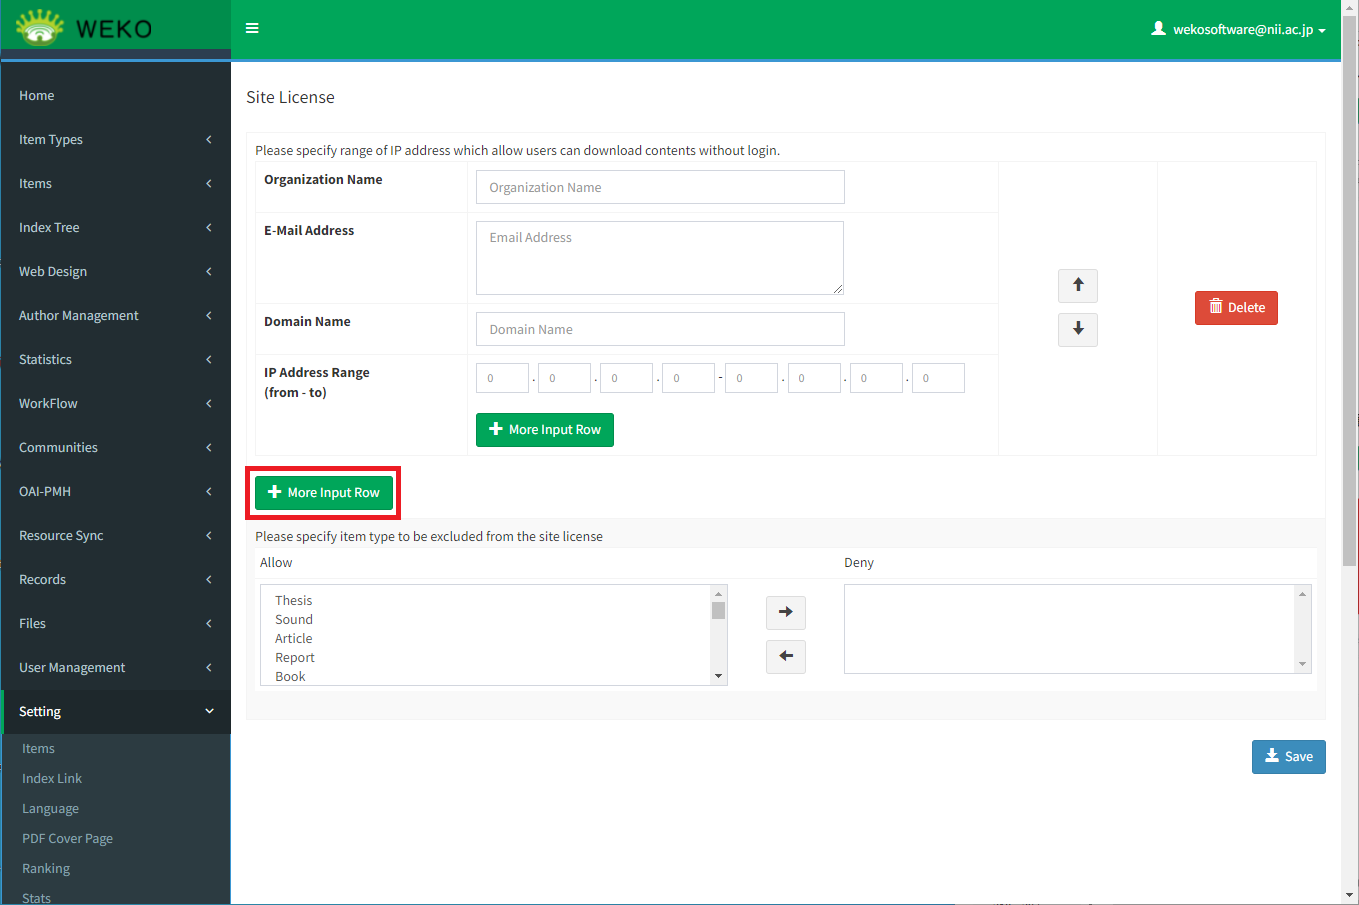 WEKO
wekosoftware@nii.ac.jp
Home
Item Types
Items
Index Tree
Web Design
Author Management
Statistics
WorkFlow
Communities
OAI-PMH
Resource Sync
Records
Files
User Management
Setting
Items
Index Link
Language
PDF Cover Page
Ranking
Stats
Site License
Please specify range of IP address which allow users can download contents without login.
Organization Name
Organization Name
E-Mail Address
Email Address
Domain Name
Domain Name
IP Address Range
(from - to)
0 . 0 . 0 . 0 - 0 . 0 . 0 . 0
More Input Row
Delete
More Input Row
Please specify item type to be excluded from the site license
Allow
Deny
Thesis
Sound
Article
Report
Book
Save